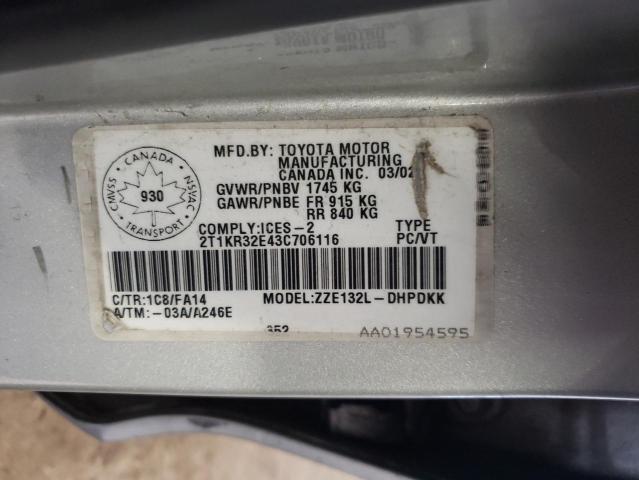 MFD.BY: TOYOTA MOTOR
MANUFACTURING
CANADA INC. 03/02
GVWR/PNBV 1745 KG
GAWR/PNBE FR 915 KG
RR 840 KG
CANADA
CMVSS
NSVAC
930
TRANSPORT
COMPLY:ICES-2 TYPE
2T1KR32E43C706116 PC/VT
C/TR:1C8/FA14 MODEL:ZZE132L-DHPDKK
A/TM:-03A/A246E
AA01954595